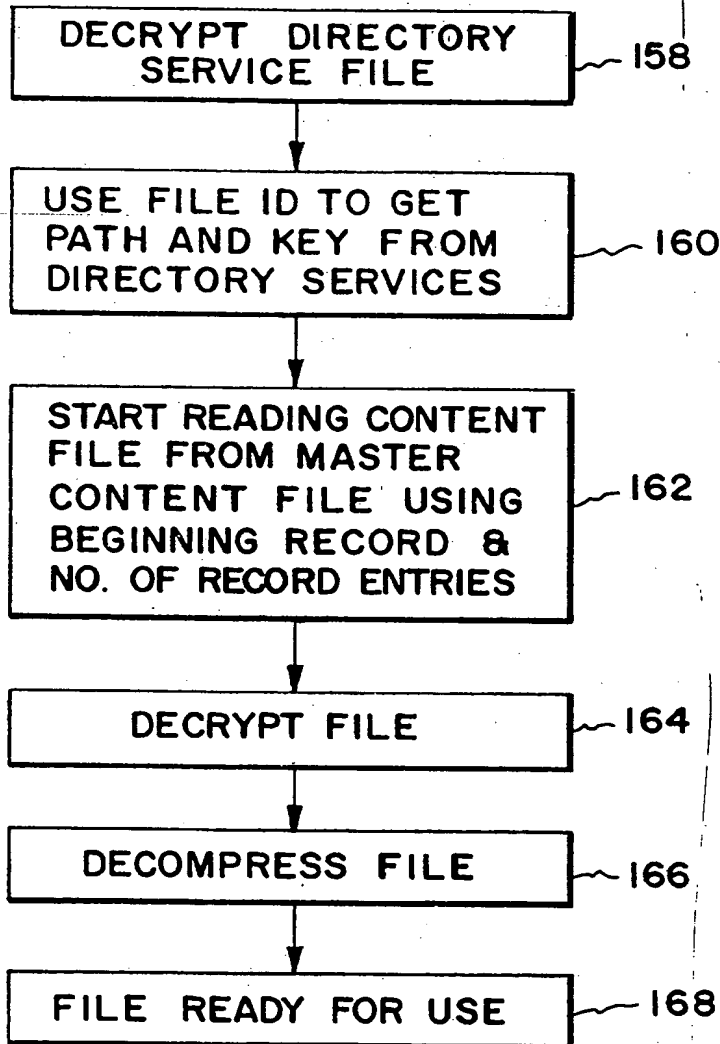 DECRYPT DIRECTORY
SERVICE FILE
158
USE FILE ID TO GET
PATH AND KEY FROM
DIRECTORY SERVICES
160
START READING CONTENT
FILE FROM MASTER
CONTENT FILE USING
BEGINNING RECORD &
NO. OF RECORD ENTRIES
162
DECRYPT FILE
164
DECOMPRESS FILE
166
FILE READY FOR USE
168